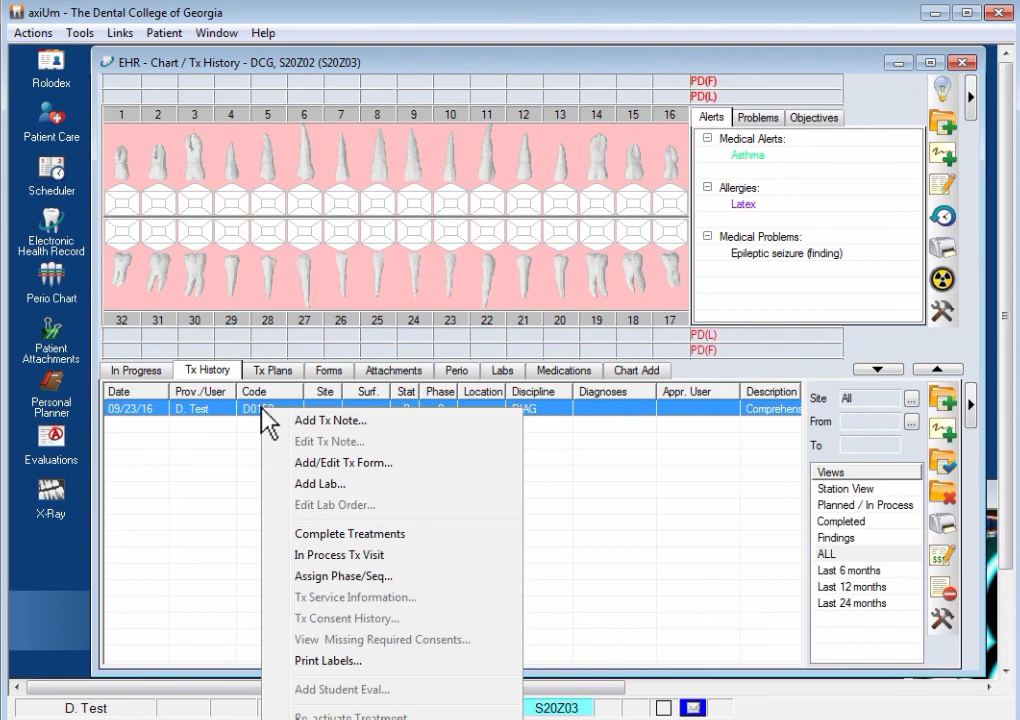 axiUm - The Dental College of Georgia
Actions Tools Links Patient Window Help
Rolodex
Patient Care
Scheduler
Electronic
Health Record
Perio Chart
Patient
Attachments
Personal
Planner
Evaluations
X-Ray
EHR - Chart / Tx History - DCG, S20Z02 (S20Z03)
PD(F)
PD(L)
1 2 3 4 5 6 7 8 9 10 11 12 13 14 15 16
32 31 30 29 28 27 26 25 24 23 22 21 20 19 18 17
PD(L)
PD(F)
Alerts Problems Objectives
Medical Alerts:
Asthma
Allergies:
Latex
Medical Problems:
Epileptic seizure (finding)
In Progress Tx History Tx Plans Forms Attachments Perio Labs Medications Chart Add
Date Prov./User Code Site Surf. Stat Phase Location Discipline Diagnoses Appr. User Description
09/23/16 D. Test DIAG Comprehens
Add Tx Note...
Edit Tx Note...
Add/Edit Tx Form...
Add Lab...
Edit Lab Order...
Complete Treatments
In Process Tx Visit
Assign Phase/Seq...
Tx Service Information...
Tx Consent History...
View Missing Required Consents...
Print Labels...
Add Student Eval...
Re-activate Treatment
Site All ...
From ...
To
Views
Station View
Planned / In Process
Completed
Findings
ALL
Last 6 months
Last 12 months
Last 24 months
$$$
D. Test
S20Z03